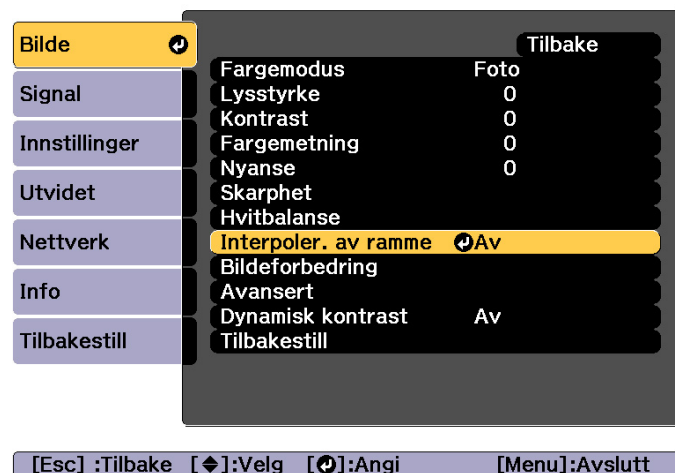 Bilde
Signal
Innstillinger
Utvidet
Nettverk
Info
Tilbakestill
Tilbake
Fargemodus Foto
Lysstyrke 0
Kontrast 0
Fargemetning 0
Nyanse 0
Skarphet
Hvitbalanse
Interpoler. av ramme Av
Bildeforbedring
Avansert
Dynamisk kontrast Av
Tilbakestill
[Esc] :Tilbake [◆]:Velg [⏎]:Angi [Menu]:Avslutt